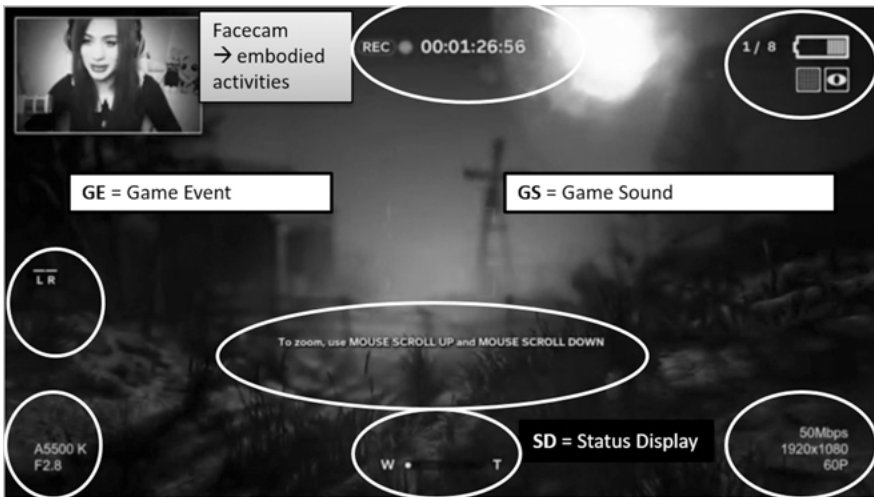 Facecam
→ embodied
activities
REC 00:01:26:56
1 / 8
GE = Game Event
GS = Game Sound
L R
To zoom, use MOUSE SCROLL UP and MOUSE SCROLL DOWN
A5500 K
F2.8
W T
SD = Status Display
50Mbps
1920x1080
60P